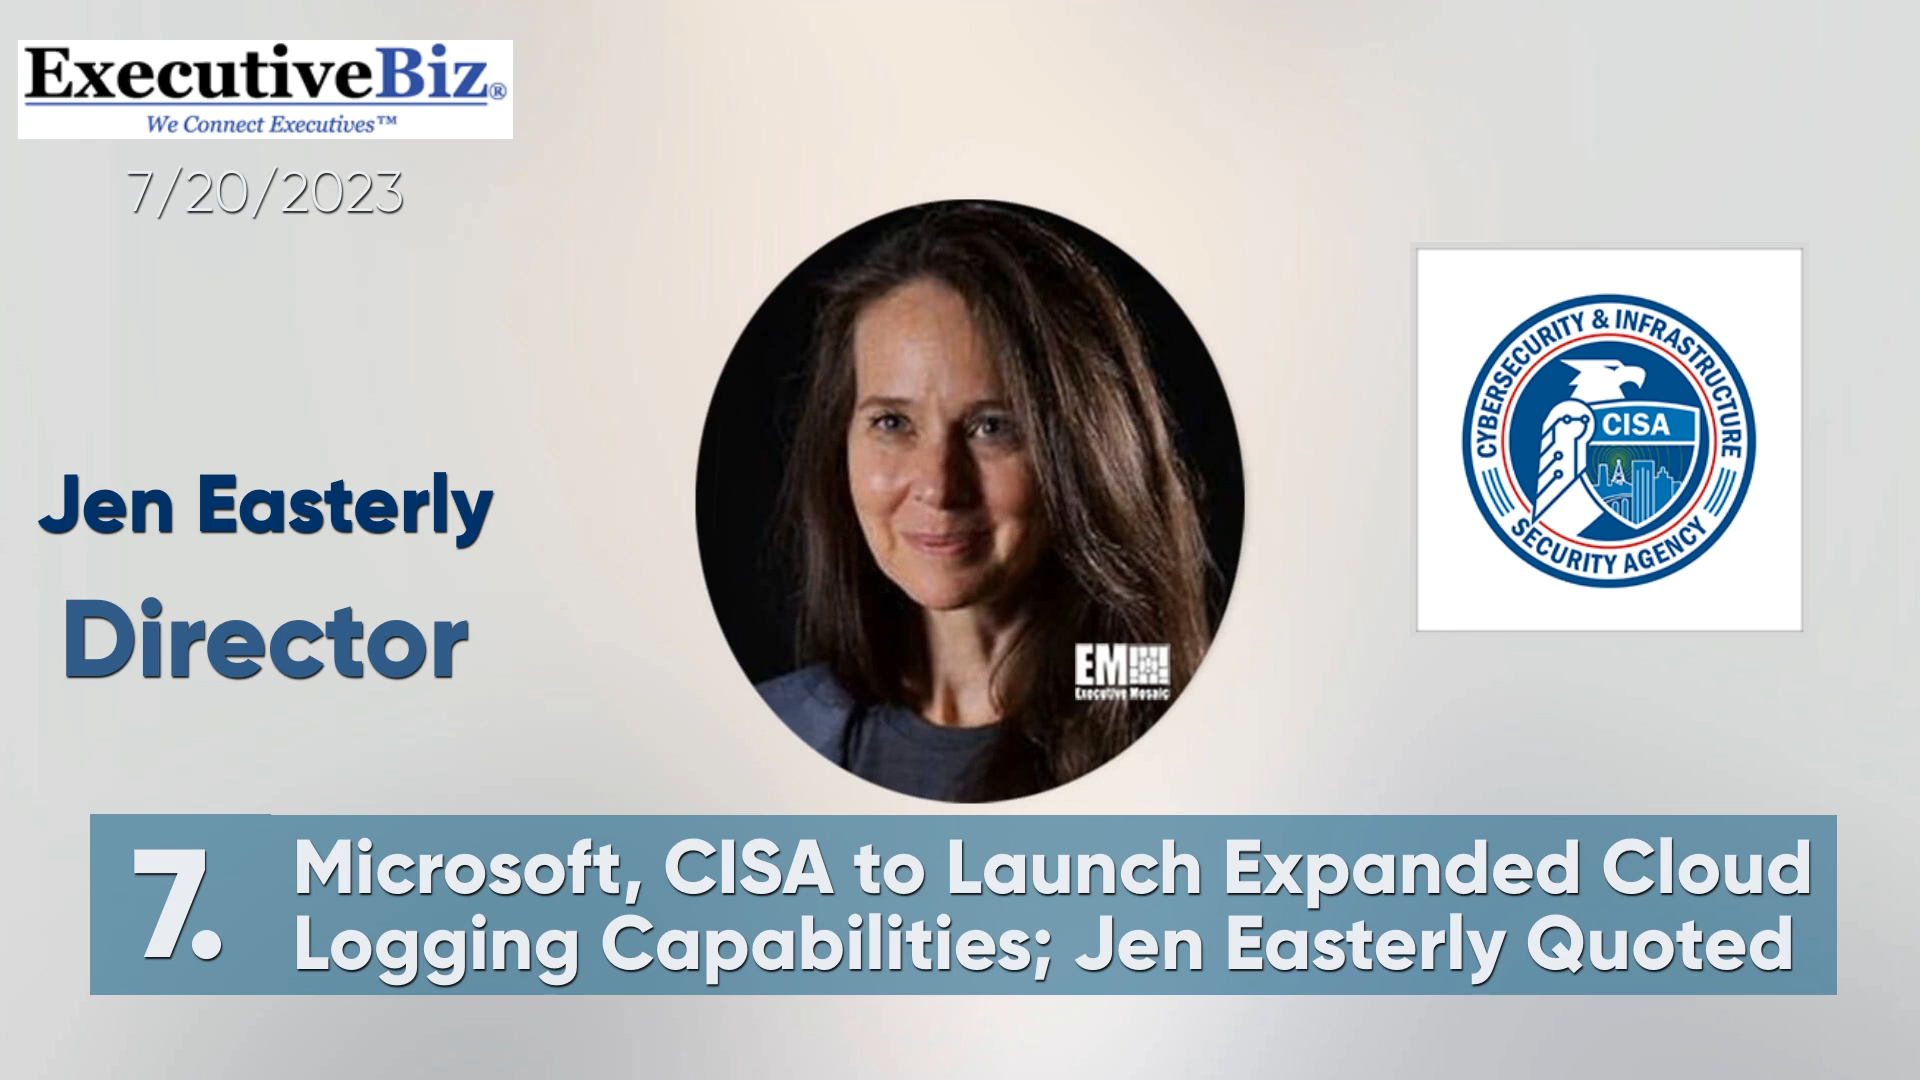 ExecutiveBiz®
We Connect Executives™
7/20/2023
Jen Easterly
Director
EM
Executive Mosaic
CYBERSECURITY & INFRASTRUCTURE
CISA
SECURITY AGENCY
7.
Microsoft, CISA to Launch Expanded Cloud
Logging Capabilities; Jen Easterly Quoted